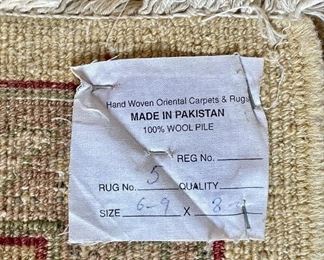 Hand Woven Oriental Carpets & Rugs
MADE IN PAKISTAN
100% WOOL PILE
REG No.
RUG No. 5 QUALITY
SIZE 6-9 X 8-